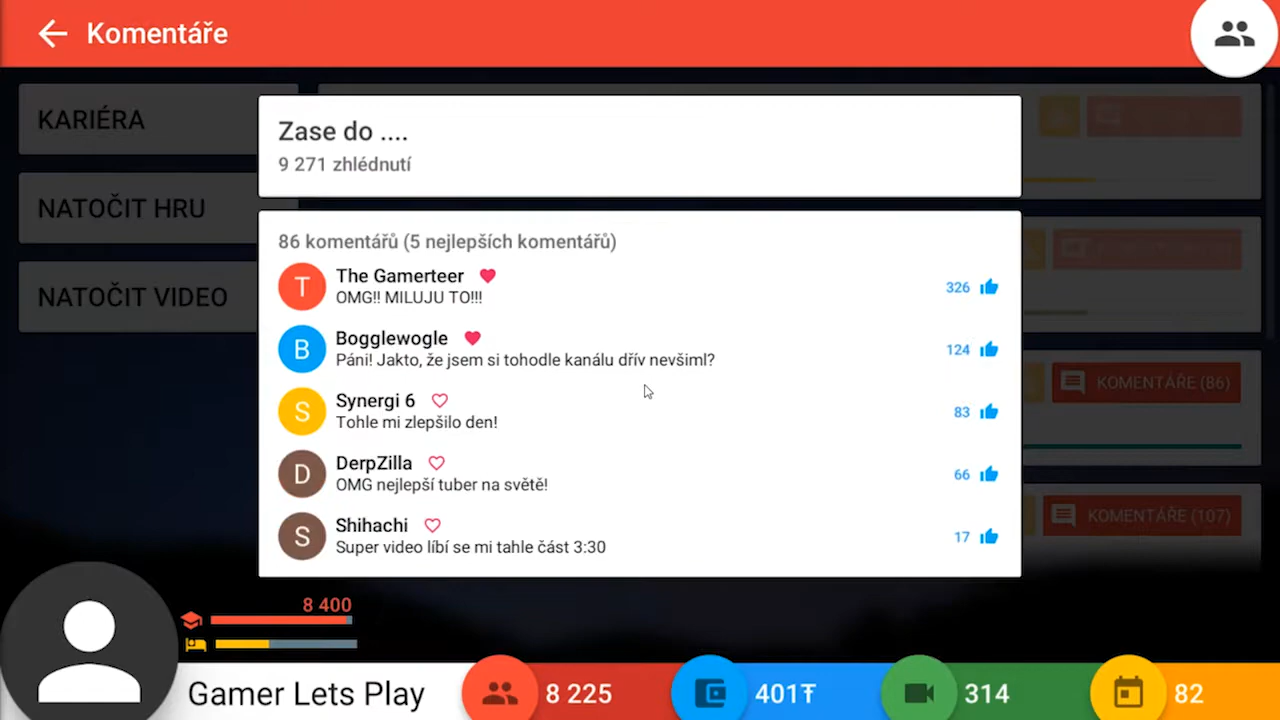 Komentáře
KARIÉRA
NATOČIT HRU
NATOČIT VIDEO
Zase do ....
9 271 zhlédnutí
86 komentářů (5 nejlepších komentářů)
T
The Gamerteer
OMG!! MILUJU TO!!!
326
B
Bogglewogle
Páni! Jakto, že jsem si tohodle kanálu dřív nevšiml?
124
S
Synergi 6
Tohle mi zlepšilo den!
83
D
DerpZilla
OMG nejlepší tuber na světě!
66
S
Shihachi
Super video líbí se mi tahle část 3:30
17
KOMENTÁŘE (86)
KOMENTÁŘE (107)
8 400
Gamer Lets Play
8 225
401Ŧ
314
82